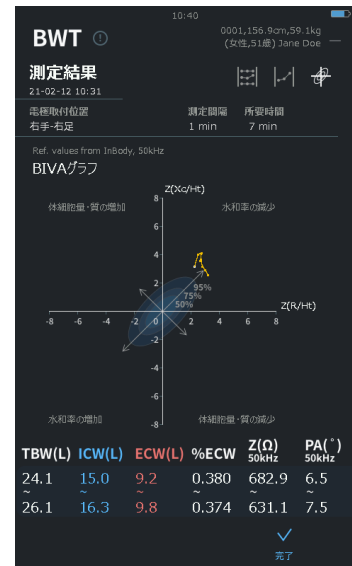 10:40
BWT
0001,156.9cm,59.1kg
(女性,51歳) Jane Doe
測定結果
21-02-12 10:31
電極取付位置 測定間隔 所要時間
右手-右足 1 min 7 min
Ref. values from InBody, 50kHz
BIVAグラフ
Z(Xc/Ht)
体細胞量・質の増加 水和率の減少
8
6
4
2
95%
75%
50%
Z(R/Ht)
-8 -6 -4 -2 0 2 4 6 8
-2
-4
-6
-8
水和率の増加 体細胞量・質の減少
TBW(L) ICW(L) ECW(L) %ECW Z(Ω) 50kHz PA(˚) 50kHz
24.1 15.0 9.2 0.380 682.9 6.5
~ ~ ~ ~ ~ ~
26.1 16.3 9.8 0.374 631.1 7.5
完了